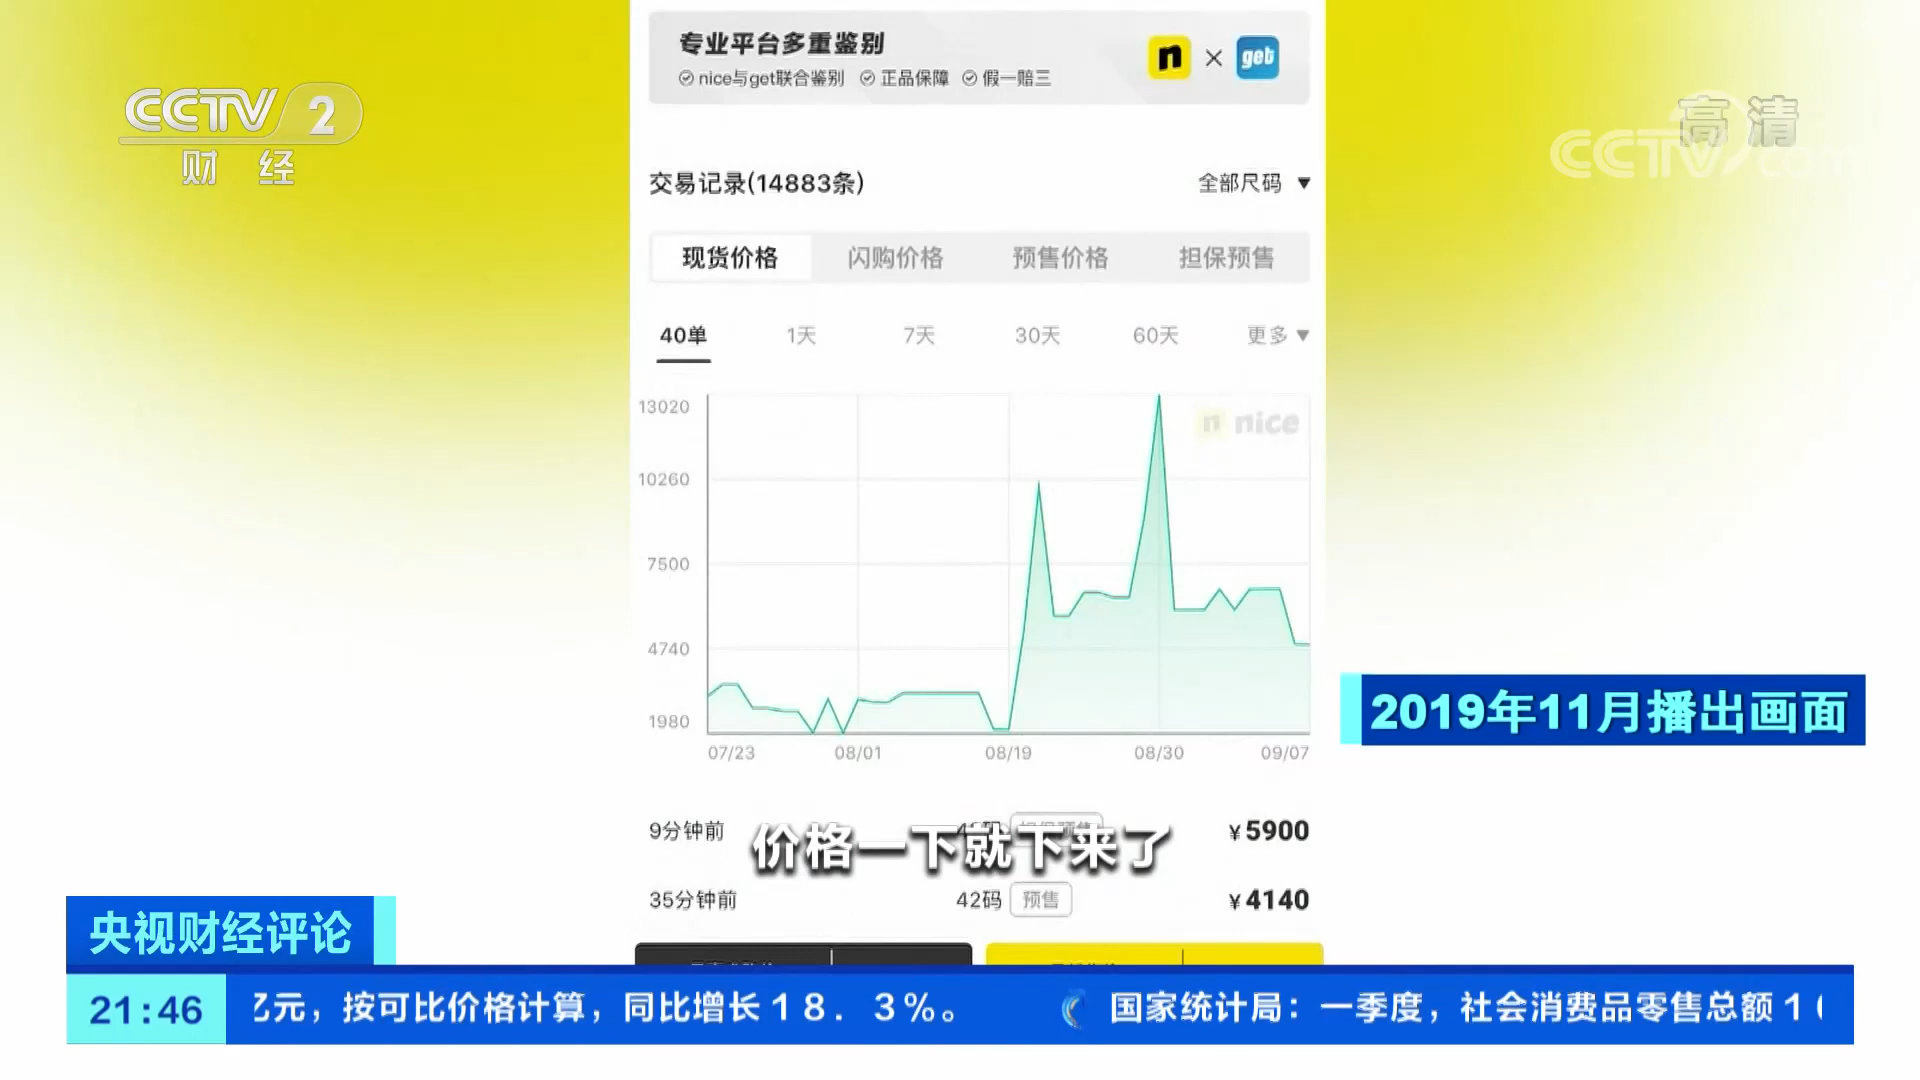 专业平台多重鉴别
nice与get联合鉴别 正品保障 假一赔三
n × get
CCTV 2
财 经
高清
CCTV.com
交易记录(14883条)
全部尺码 ▼
现货价格 闪购价格 预售价格 担保预售
40单 1天 7天 30天 60天 更多 ▼
n nice
13020
10260
7500
4740
1980
07/23 08/01 08/19 08/30 09/07
2019年11月播出画面
9分钟前
¥5900
价格一下就下来了
35分钟前 42码 预售 ¥4140
央视财经评论
21:46
亿元，按可比价格计算，同比增长18．3%。 国家统计局：一季度，社会消费品零售总额1